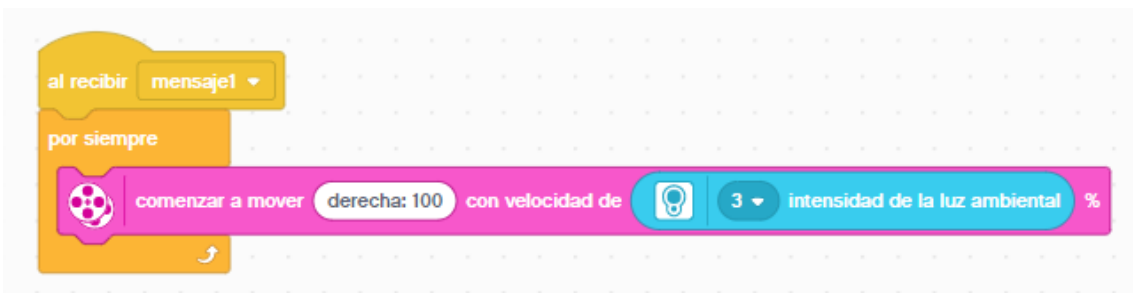 al recibir mensaje1
por siempre
comenzar a mover derecha: 100 con velocidad de 3 intensidad de la luz ambiental %